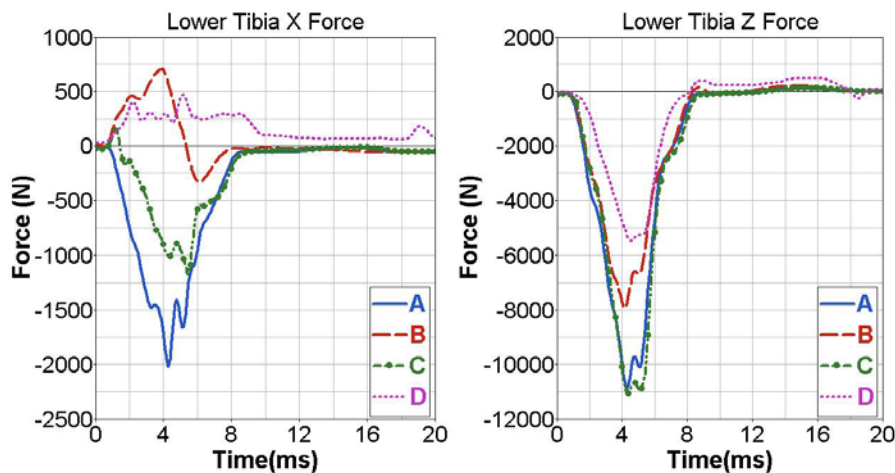 Lower Tibia X Force
Lower Tibia Z Force
1000
500
0
-500
-1000
-1500
-2000
-2500
Force (N)
0
4
8
12
16
20
Time(ms)
A
B
C
D
2000
0
-2000
-4000
-6000
-8000
-10000
-12000
Force (N)
0
4
8
12
16
20
Time(ms)
A
B
C
D